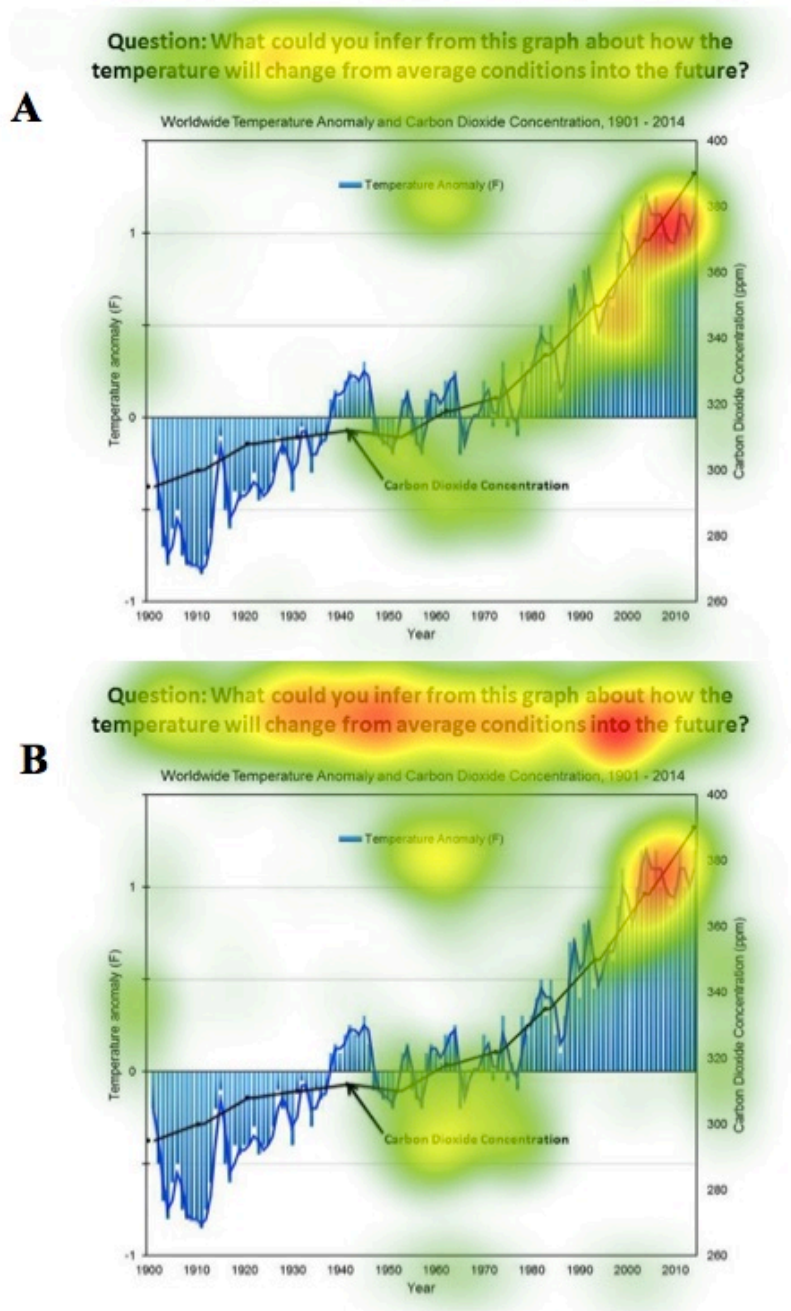 Question: What could you infer from this graph about how the
temperature will change from average conditions into the future?
A
Worldwide Temperature Anomaly and Carbon Dioxide Concentration, 1901 - 2014
Temperature Anomaly (F)
Temperature anomaly (F)
1
0
-1
400
380
360
340
320
300
280
260
Carbon Dioxide Concentration (ppm)
Carbon Dioxide Concentration
1900 1910 1920 1930 1940 1950 1960 1970 1980 1990 2000 2010
Year
Question: What could you infer from this graph about how the
temperature will change from average conditions into the future?
B
Worldwide Temperature Anomaly and Carbon Dioxide Concentration, 1901 - 2014
Temperature Anomaly (F)
Temperature anomaly (F)
1
0
-1
400
380
360
340
320
300
280
260
Carbon Dioxide Concentration (ppm)
Carbon Dioxide Concentration
1900 1910 1920 1930 1940 1950 1960 1970 1980 1990 2000 2010
Year